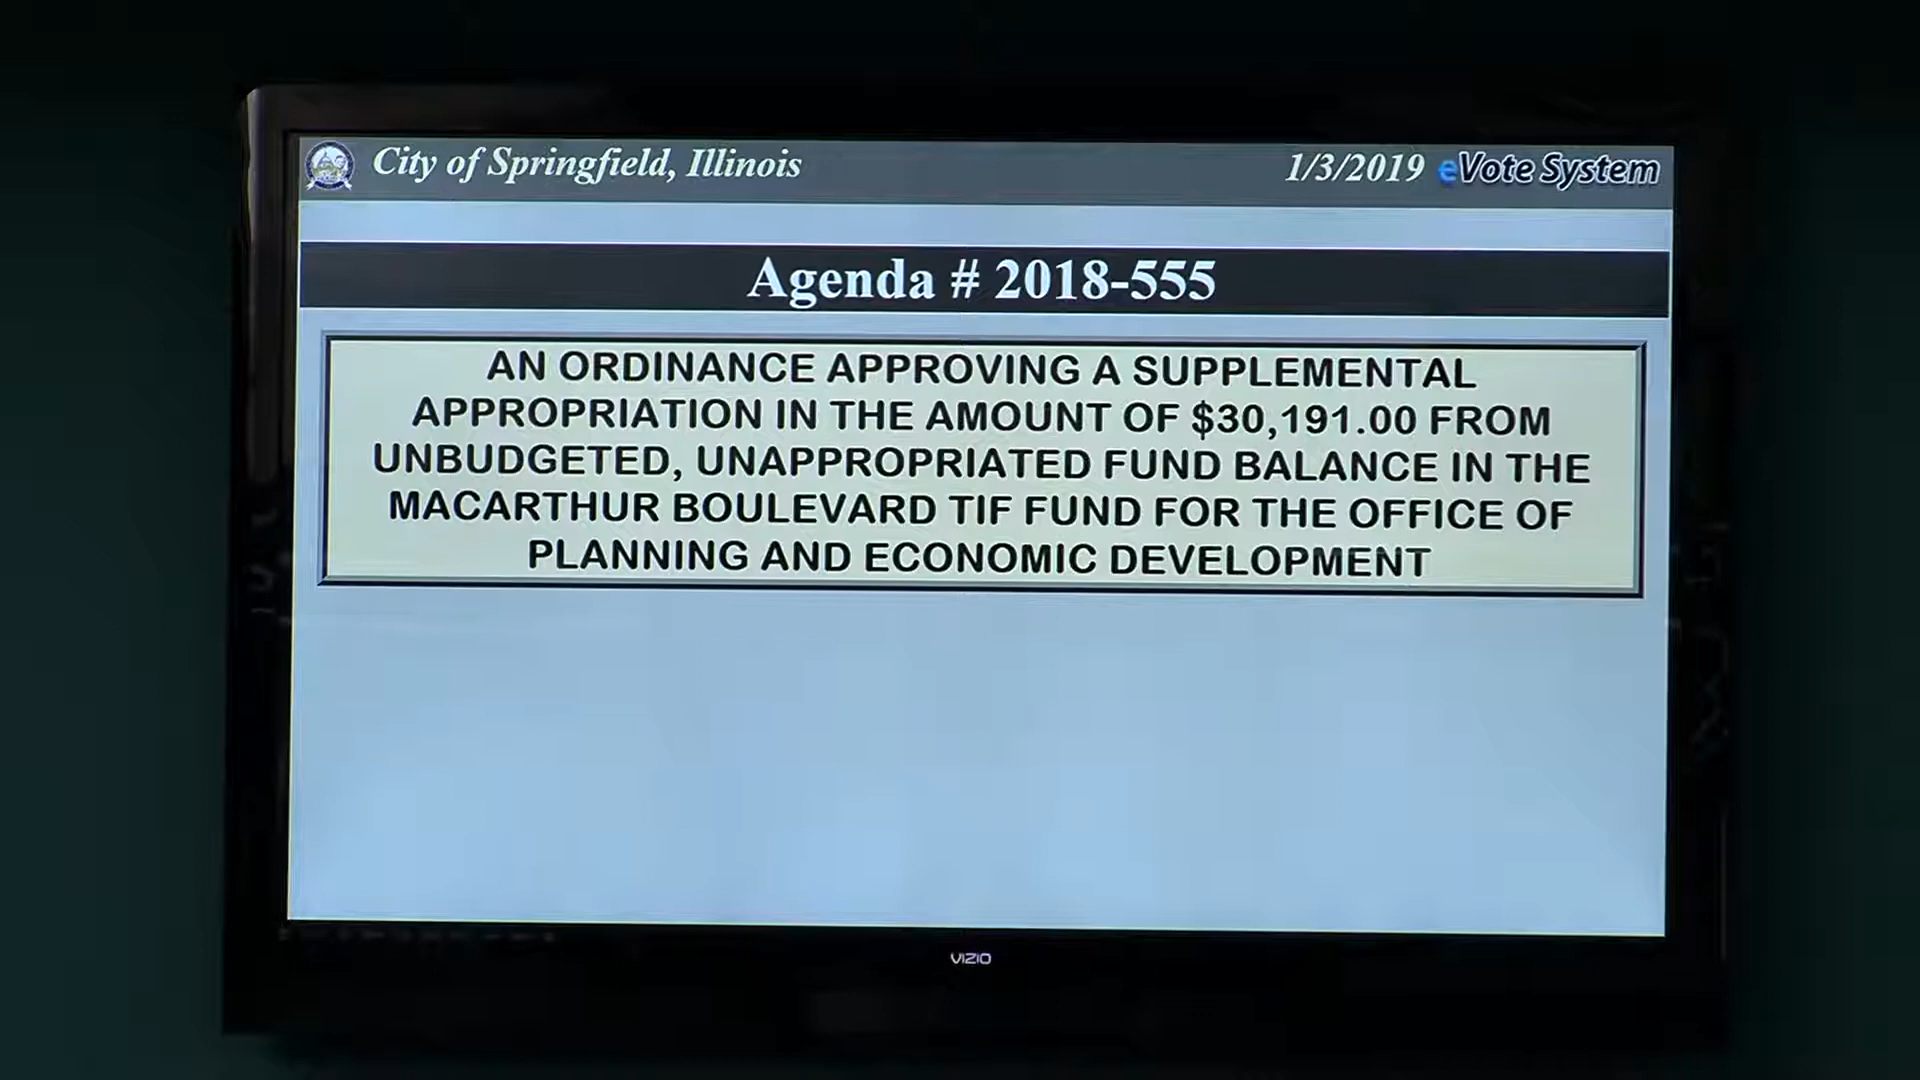 City of Springfield, Illinois
1/3/2019 eVote System
Agenda # 2018-555
AN ORDINANCE APPROVING A SUPPLEMENTAL
APPROPRIATION IN THE AMOUNT OF $30,191.00 FROM
UNBUDGETED, UNAPPROPRIATED FUND BALANCE IN THE
MACARTHUR BOULEVARD TIF FUND FOR THE OFFICE OF
PLANNING AND ECONOMIC DEVELOPMENT
VIZIO